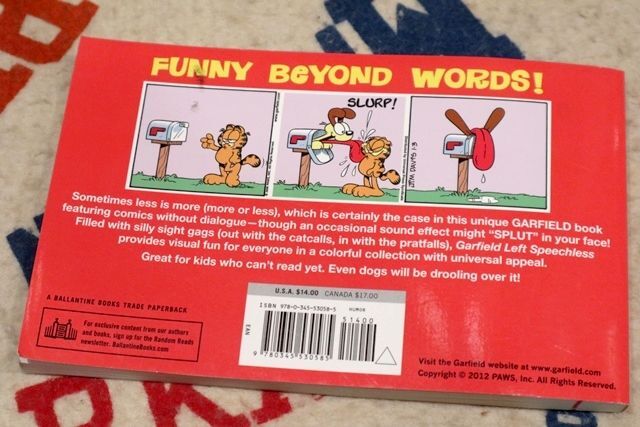 FUNNY BEYOND WORDS!
SLURP!
JIM DAVIS 1-3
Sometimes less is more (more or less), which is certainly the case in this unique GARFIELD book
featuring comics without dialogue—though an occasional sound effect might "SPLUT" in your face!
Filled with silly sight gags (out with the catcalls, in with the pratfalls), Garfield Left Speechless
provides visual fun for everyone in a colorful collection with universal appeal.
Great for kids who can't read yet. Even dogs will be drooling over it!
A BALLANTINE BOOKS TRADE PAPERBACK
For exclusive content from our authors
and books, sign up for the Random Reads
newsletter. BallantineBooks.com
U.S.A. $14.00 CANADA $17.00
ISBN 978-0-345-53058-5 HUMOR
51400
EAN
9 780345 530585
Visit the Garfield website at www.garfield.com
Copyright © 2012 PAWS, Inc. All Rights Reserved.